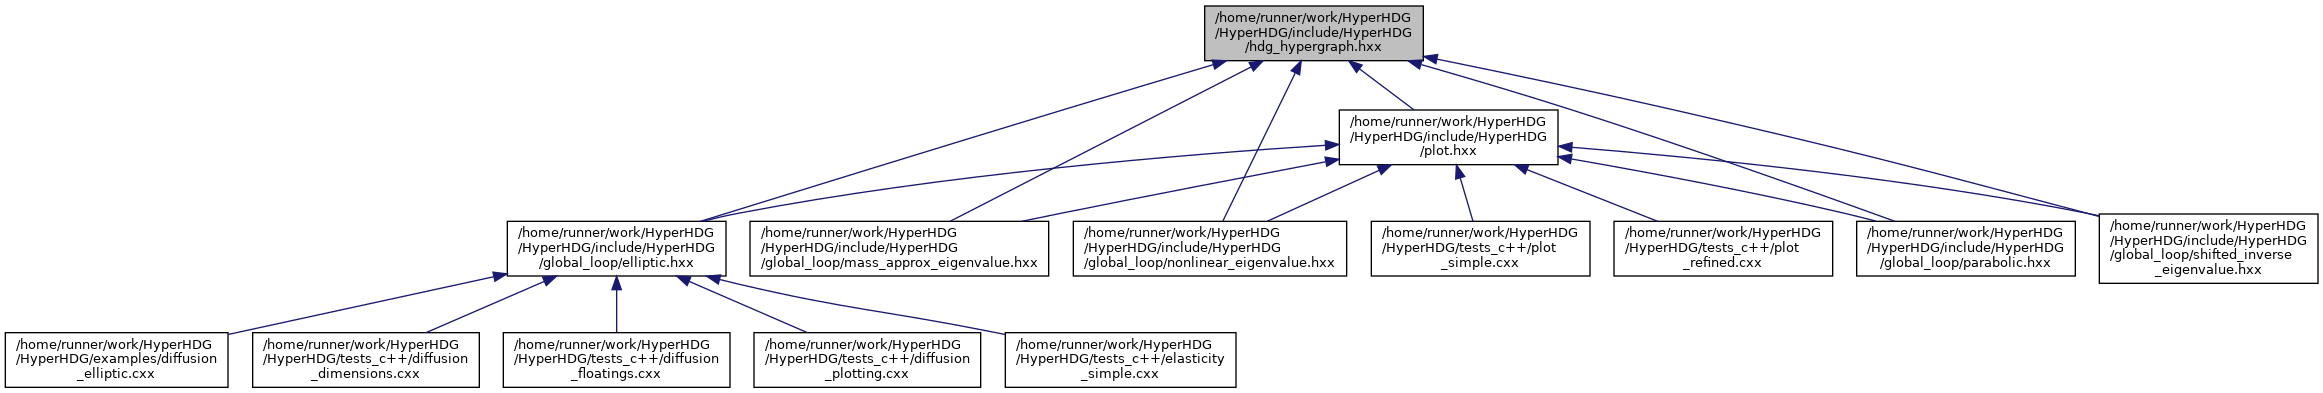 /home/runner/work/HyperHDG
/HyperHDG/include/HyperHDG
/hdg_hypergraph.hxx
/home/runner/work/HyperHDG
/HyperHDG/include/HyperHDG
/plot.hxx
/home/runner/work/HyperHDG
/HyperHDG/include/HyperHDG
/global_loop/elliptic.hxx
/home/runner/work/HyperHDG
/HyperHDG/include/HyperHDG
/global_loop/mass_approx_eigenvalue.hxx
/home/runner/work/HyperHDG
/HyperHDG/include/HyperHDG
/global_loop/nonlinear_eigenvalue.hxx
/home/runner/work/HyperHDG
/HyperHDG/tests_c++/plot
_simple.cxx
/home/runner/work/HyperHDG
/HyperHDG/tests_c++/plot
_refined.cxx
/home/runner/work/HyperHDG
/HyperHDG/include/HyperHDG
/global_loop/parabolic.hxx
/home/runner/work/HyperHDG
/HyperHDG/include/HyperHDG
/global_loop/shifted_inverse
_eigenvalue.hxx
/home/runner/work/HyperHDG
/HyperHDG/examples/diffusion
_elliptic.cxx
/home/runner/work/HyperHDG
/HyperHDG/tests_c++/diffusion
_dimensions.cxx
/home/runner/work/HyperHDG
/HyperHDG/tests_c++/diffusion
_floatings.cxx
/home/runner/work/HyperHDG
/HyperHDG/tests_c++/diffusion
_plotting.cxx
/home/runner/work/HyperHDG
/HyperHDG/tests_c++/elasticity
_simple.cxx